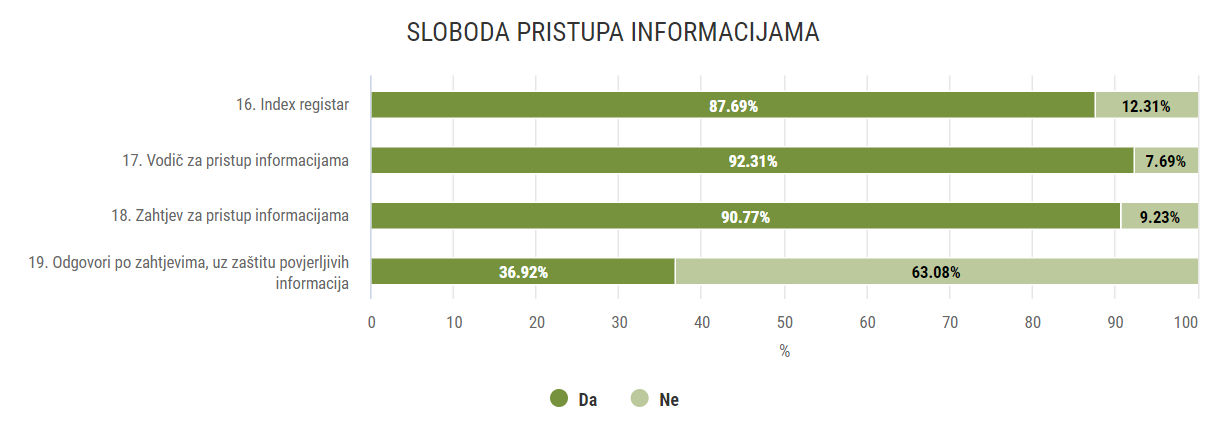 SLOBODA PRISTUPA INFORMACIJAMA
16. Index registar
87.69%
12.31%
17. Vodič za pristup informacijama
92.31%
7.69%
18. Zahtjev za pristup informacijama
90.77%
9.23%
19. Odgovori po zahtjevima, uz zaštitu povjerljivih
informacija
36.92%
63.08%
0 10 20 30 40 50 60 70 80 90 100
%
Da Ne